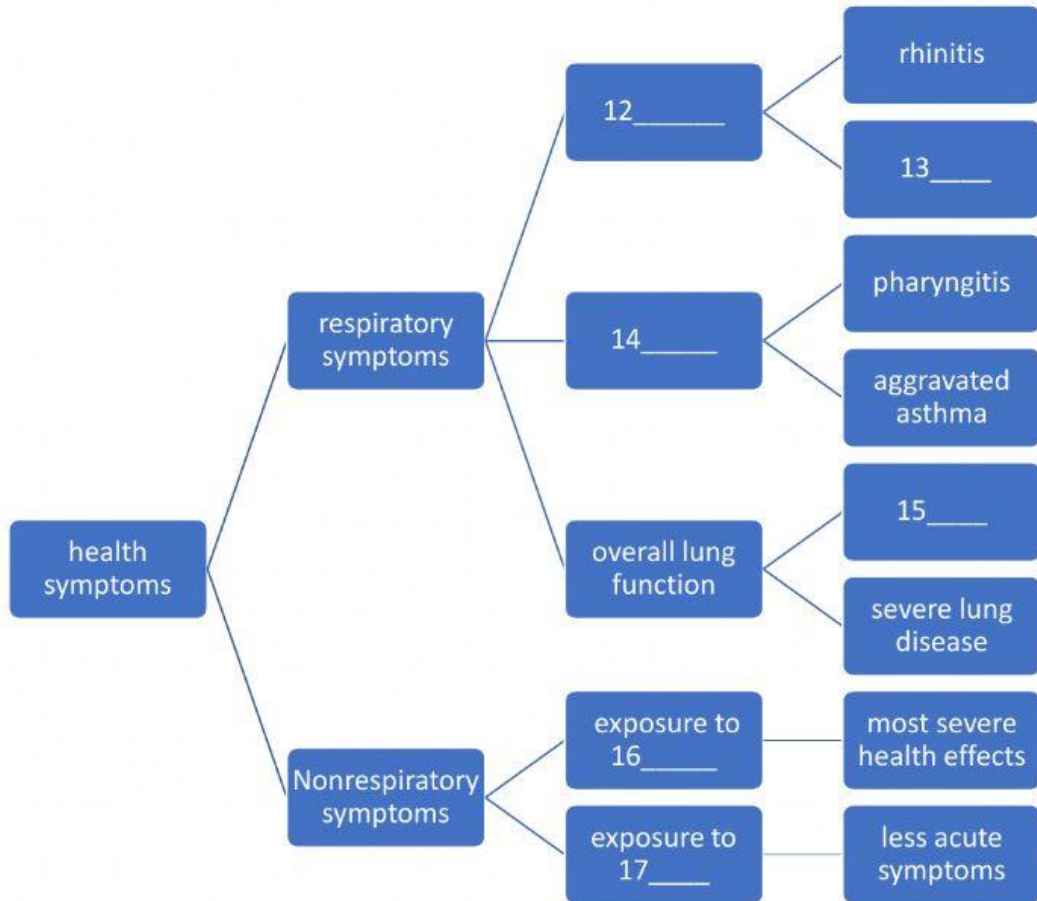 health
symptoms
respiratory
symptoms
12______
rhinitis
13____
14_____
pharyngitis
aggravated
asthma
overall lung
function
15____
severe lung
disease
Nonrespiratory
symptoms
exposure to
16_____
most severe
health effects
exposure to
17____
less acute
symptoms